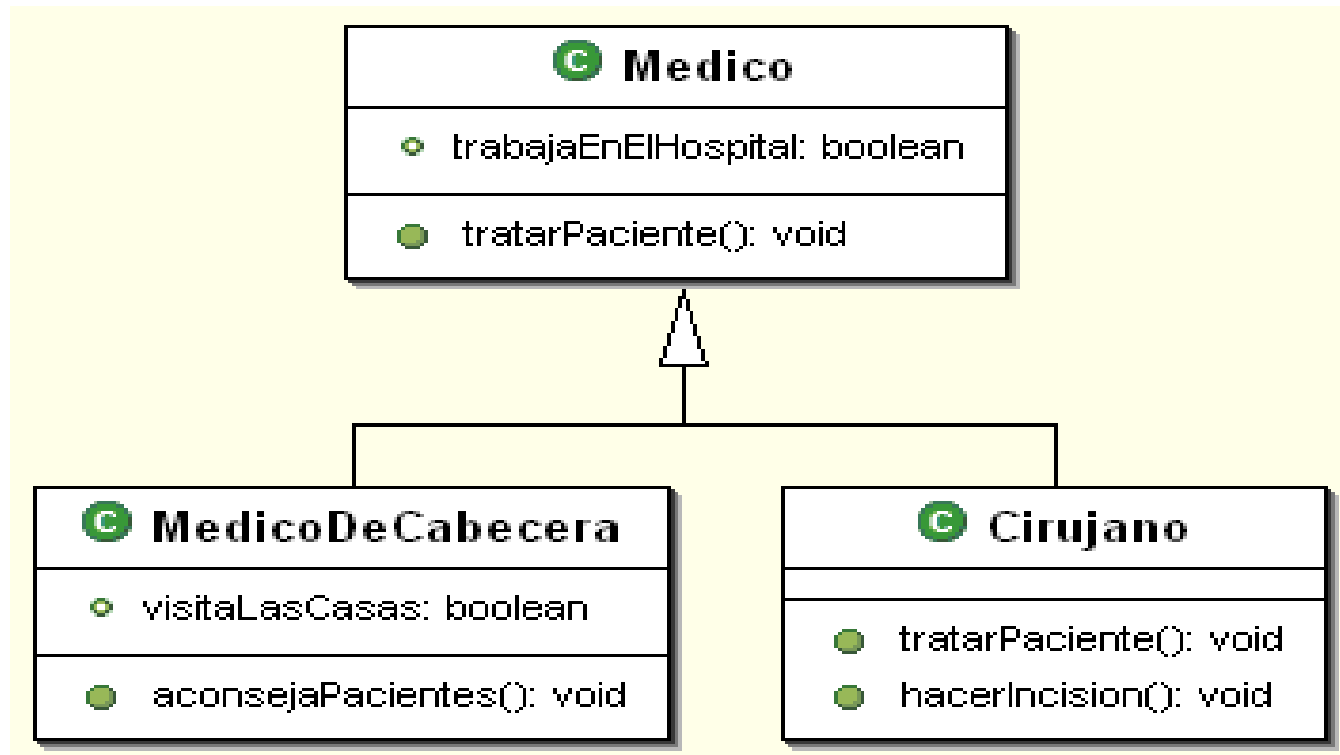 C Medico
trabajaEnElHospital: boolean
tratarPaciente(): void
C MedicoDeCabecera
visitaLasCasas: boolean
aconsejaPacientes(): void
C Cirujano
tratarPaciente(): void
hacerIncision(): void